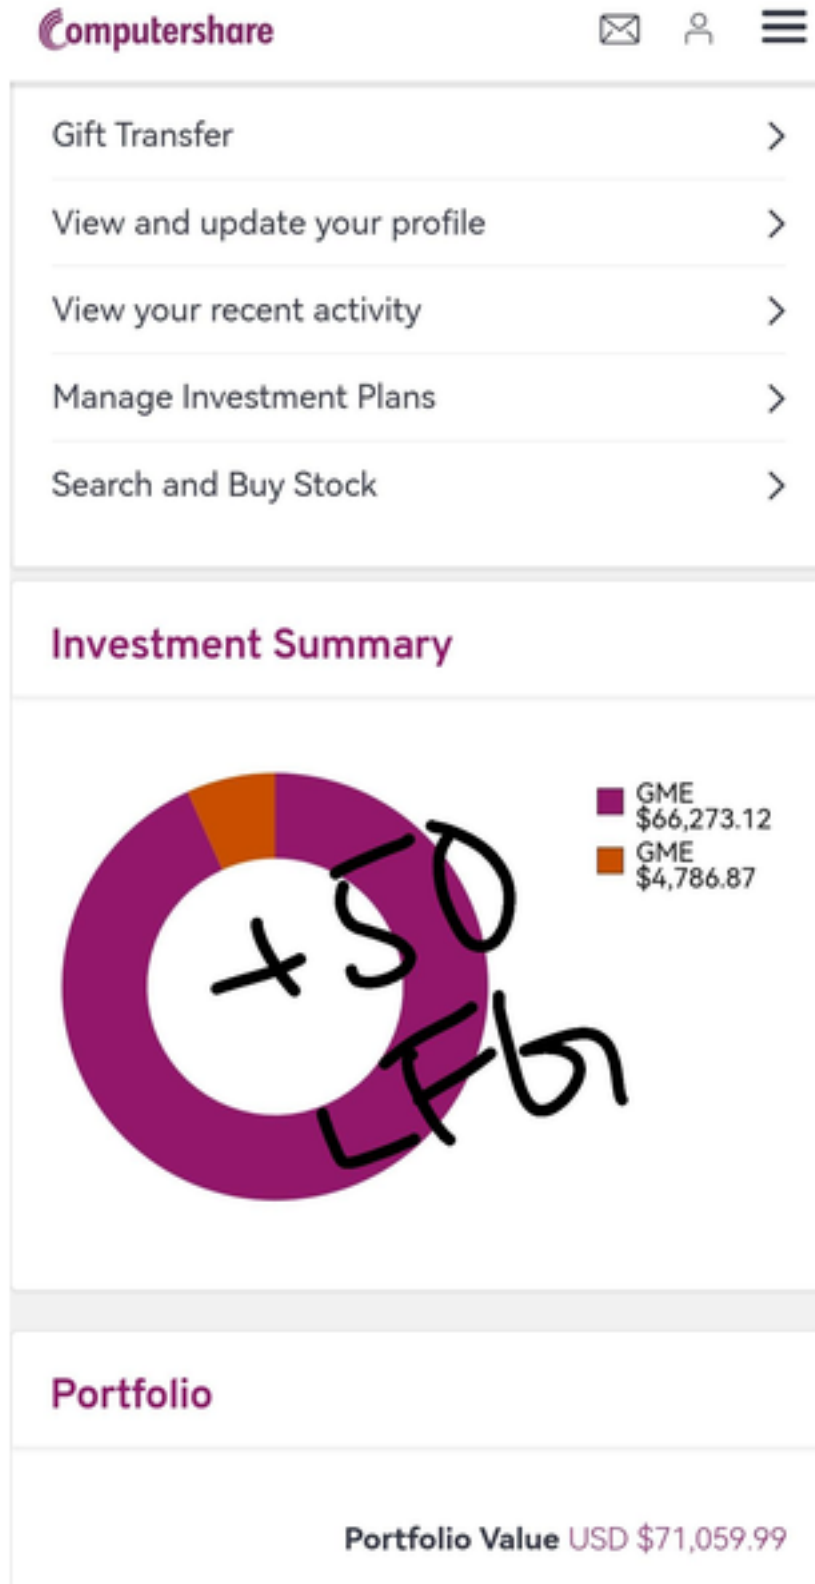 Computershare
Gift Transfer
View and update your profile
View your recent activity
Manage Investment Plans
Search and Buy Stock
Investment Summary
GME
$66,273.12
GME
$4,786.87
+50
LFG
Portfolio
Portfolio Value USD $71,059.99